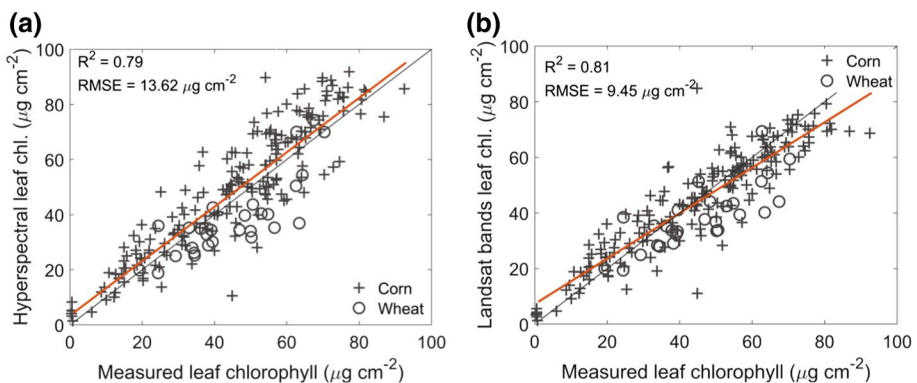 (a)
R² = 0.79
RMSE = 13.62 µg cm⁻²
Hyperspectral leaf chl. (µg cm⁻²)
100
80
60
40
20
0
Corn
Wheat
0 20 40 60 80 100
Measured leaf chlorophyll (µg cm⁻²)
(b)
R² = 0.81
RMSE = 9.45 µg cm⁻²
Corn
Wheat
Landsat bands leaf chl. (µg cm⁻²)
100
80
60
40
20
0
0 20 40 60 80 100
Measured leaf chlorophyll (µg cm⁻²)